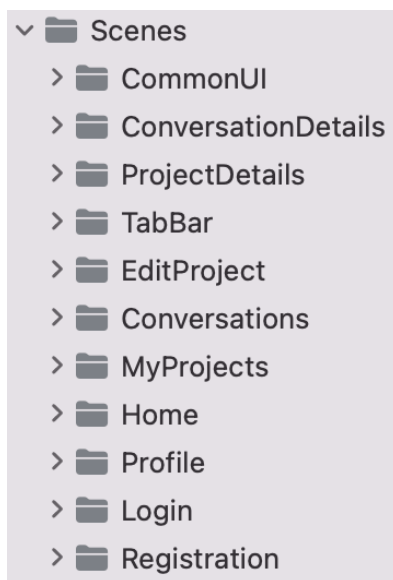 Scenes
CommonUI
ConversationDetails
ProjectDetails
TabBar
EditProject
Conversations
MyProjects
Home
Profile
Login
Registration